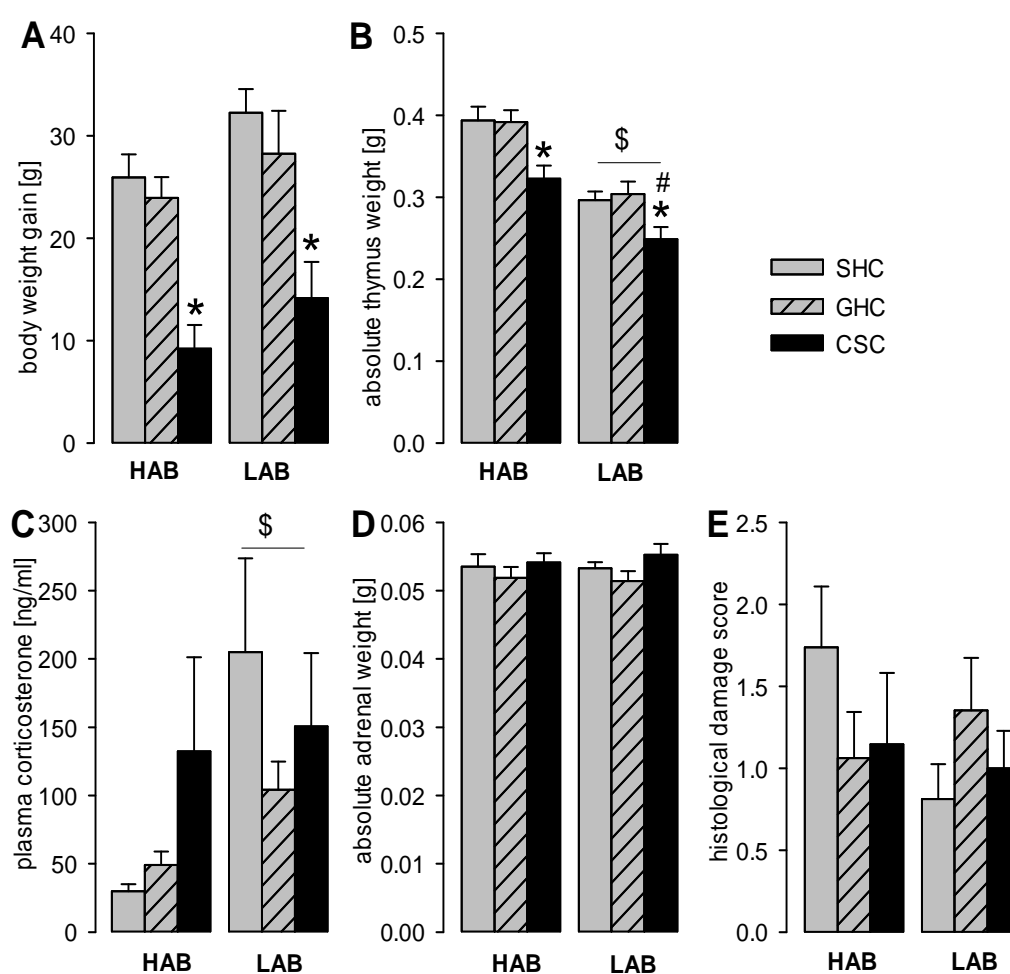 A
body weight gain [g]
40
30
20
10
0
*
*
HAB LAB
B
absolute thymus weight [g]
0.5
0.4
0.3
0.2
0.1
0.0
*
$
#
*
HAB LAB
SHC
GHC
CSC
C
plasma corticosterone [ng/ml]
300
250
200
150
100
50
0
$
HAB LAB
D
absolute adrenal weight [g]
0.06
0.05
0.04
0.03
0.02
0.01
0.00
HAB LAB
E
histological damage score
2.5
2.0
1.5
1.0
0.5
0.0
HAB LAB